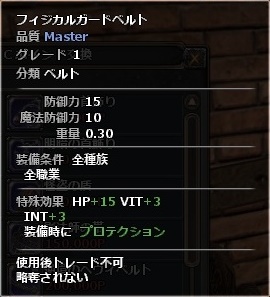 フィジカルガードベルト
品質 Master
グレード 1
分類 ベルト
防御力 15
魔法防御力 10
重量 0.30
装備条件 全種族
全職業
特殊効果 HP+15 VIT+3
INT+3
装備時に プロテクション
使用後トレード不可
略奪されない